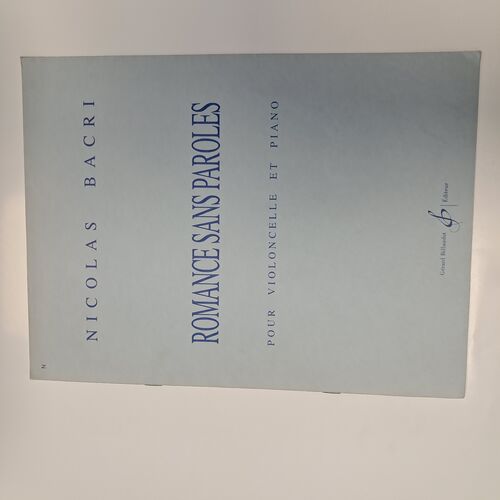 N
NICOLAS BACRI
ROMANCE SANS PAROLES
POUR VIOLONCELLE ET PIANO
Gérard Billaudot Éditeur